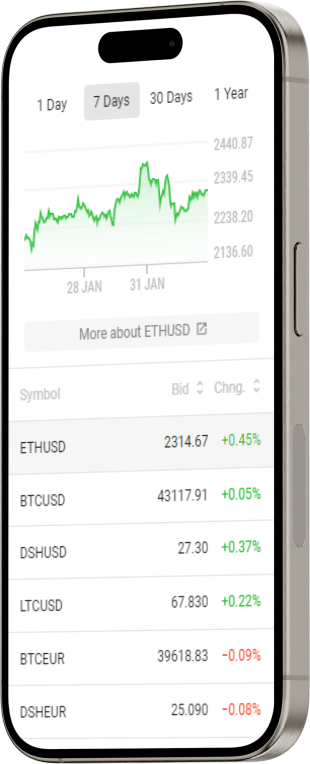 1 Day 7 Days 30 Days 1 Year
2440.87
2339.45
2238.20
2136.60
28 JAN 31 JAN
More about ETHUSD
Symbol Bid Chng.
ETHUSD 2314.67 +0.45%
BTCUSD 43117.91 +0.05%
DSHUSD 27.30 +0.37%
LTCUSD 67.830 +0.22%
BTCEUR 39618.83 −0.09%
DSHEUR 25.090 −0.08%